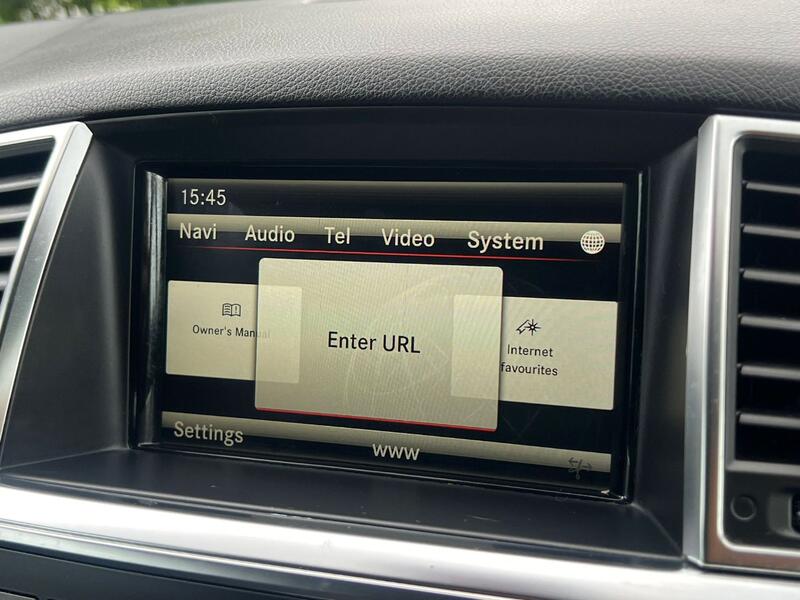 15:45
Navi Audio Tel Video System
Owner's Manual
Enter URL
Internet
favourites
Settings
www